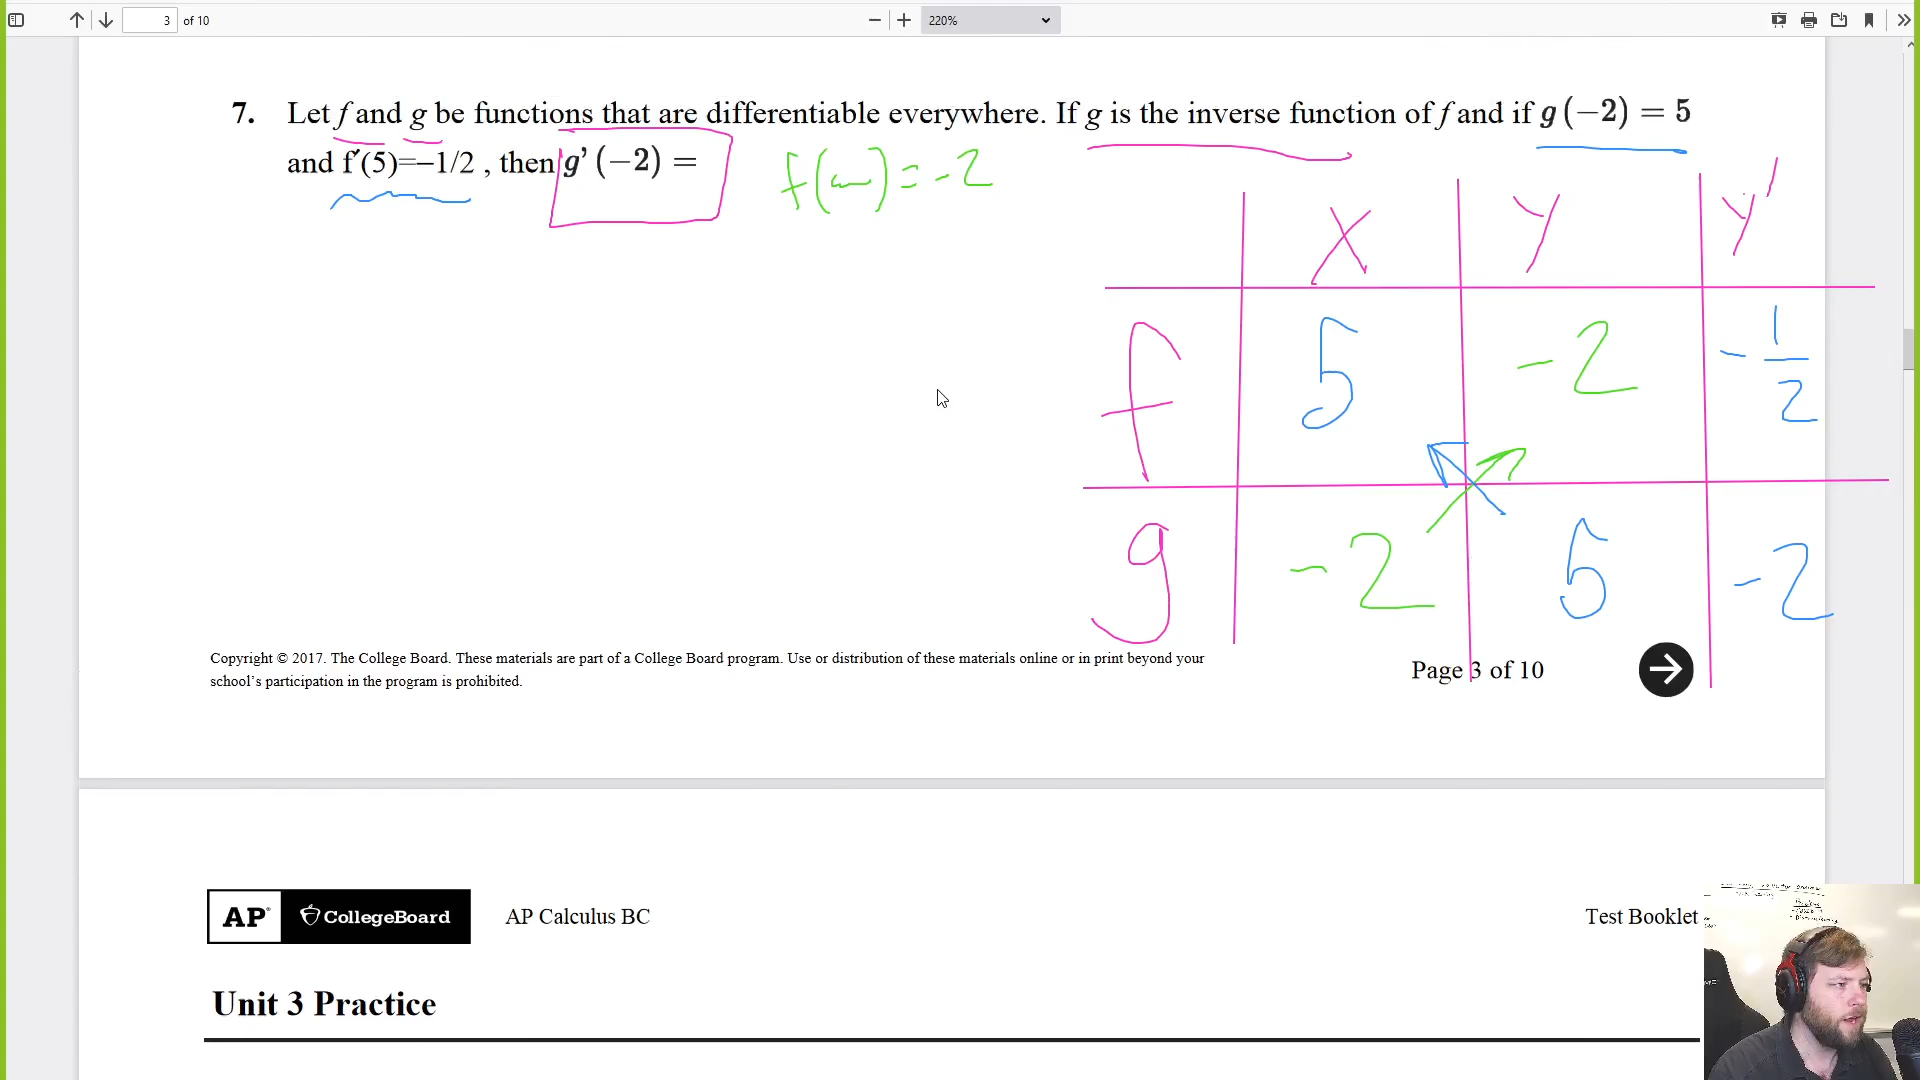 3 of 10
220%
7. Let f and g be functions that are differentiable everywhere. If g is the inverse function of f and if g(−2) = 5
and f′(5)=−1/2 , then g’(−2) =
f( ) = -2
X Y Y'
f 5 -2 -1/2
g -2 5 -2
Copyright © 2017. The College Board. These materials are part of a College Board program. Use or distribution of these materials online or in print beyond your
school’s participation in the program is prohibited.
Page 3 of 10
AP® CollegeBoard
AP Calculus BC
Test Booklet
Unit 3 Practice